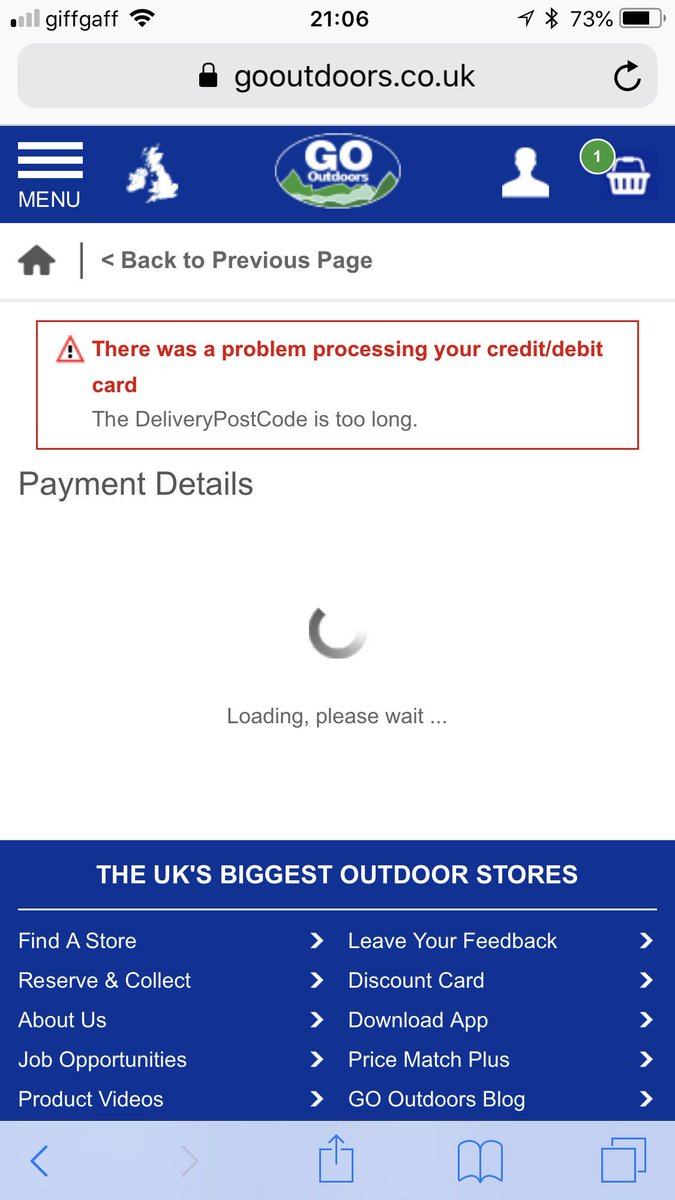 giffgaff 21:06 73%
gooutdoors.co.uk
MENU
GO
Outdoors
1
< Back to Previous Page
There was a problem processing your credit/debit
card
The DeliveryPostCode is too long.
Payment Details
Loading, please wait ...
THE UK'S BIGGEST OUTDOOR STORES
Find A Store
Leave Your Feedback
Reserve & Collect
Discount Card
About Us
Download App
Job Opportunities
Price Match Plus
Product Videos
GO Outdoors Blog